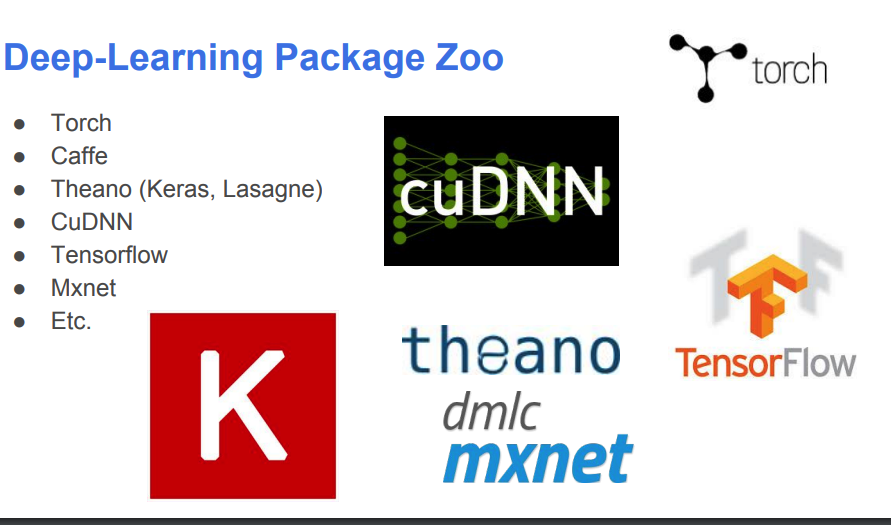 Deep-Learning Package Zoo
torch
● Torch
● Caffe
● Theano (Keras, Lasagne)
● CuDNN
● Tensorflow
● Mxnet
● Etc.
cuDNN
TF
TensorFlow
K
theano
dmlc
mxnet